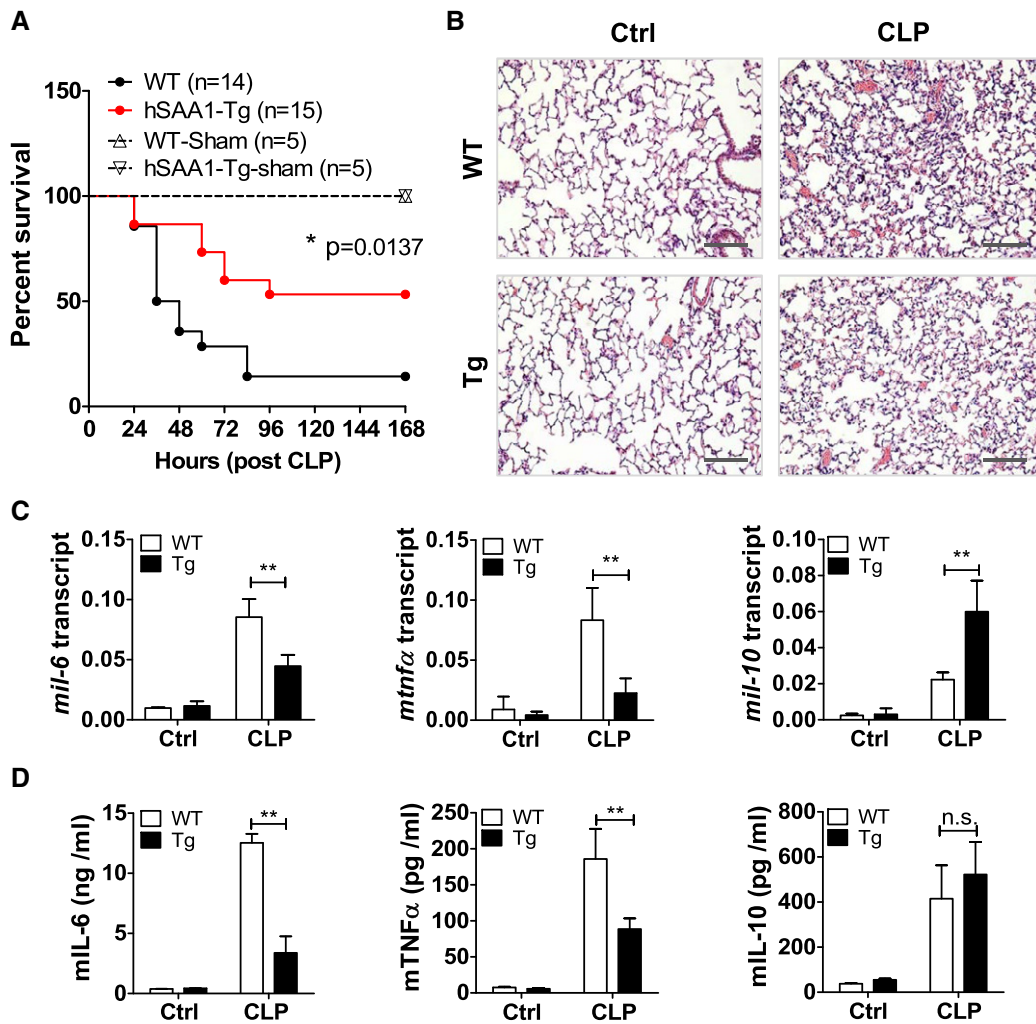 A
WT (n=14)
hSAA1-Tg (n=15)
WT-Sham (n=5)
hSAA1-Tg-sham (n=5)
150
100
50
0
Percent survival
* p=0.0137
0 24 48 72 96 120 144 168
Hours (post CLP)
B
Ctrl CLP
WT
Tg
C
mil-6 transcript
0.15
0.10
0.05
0.00
WT
Tg
**
Ctrl CLP
mtnfα transcript
0.15
0.10
0.05
0.00
WT
Tg
**
Ctrl CLP
mil-10 transcript
0.10
0.08
0.06
0.04
0.02
0.00
WT
Tg
**
Ctrl CLP
D
mIL-6 (ng /ml)
15
10
5
0
WT
Tg
**
Ctrl CLP
mTNFα (pg /ml)
250
200
150
100
50
0
WT
Tg
**
Ctrl CLP
mIL-10 (pg /ml)
800
600
400
200
0
WT
Tg
n.s.
Ctrl CLP